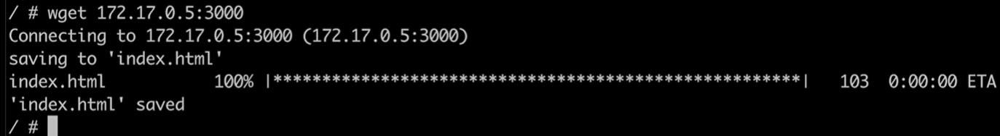 / # wget 172.17.0.5:3000
Connecting to 172.17.0.5:3000 (172.17.0.5:3000)
saving to 'index.html'
index.html           100% |******************************************************|   103  0:00:00 ETA
'index.html' saved
/ #